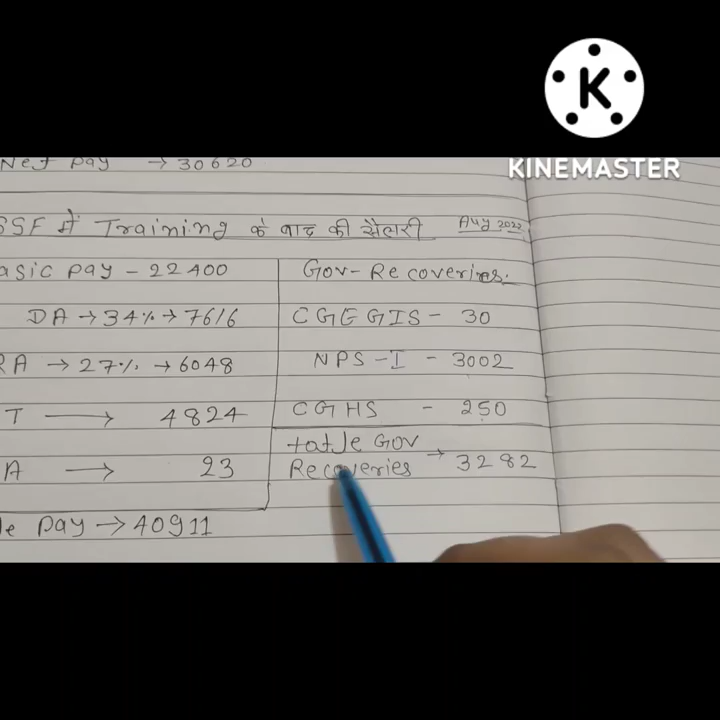 KINEMASTER
Net Pay → 30620
SSF में Training के बाद की सैलरी Aug 2022
asic pay - 22400
DA → 34% → 7616
RA → 27% → 6048
T → 4824
A → 23
le pay → 40911
Gov-Recoveries.
CGEGIS - 30
NPS-I - 3002
CGHS - 250
tatle Gov
Recoveries → 3282